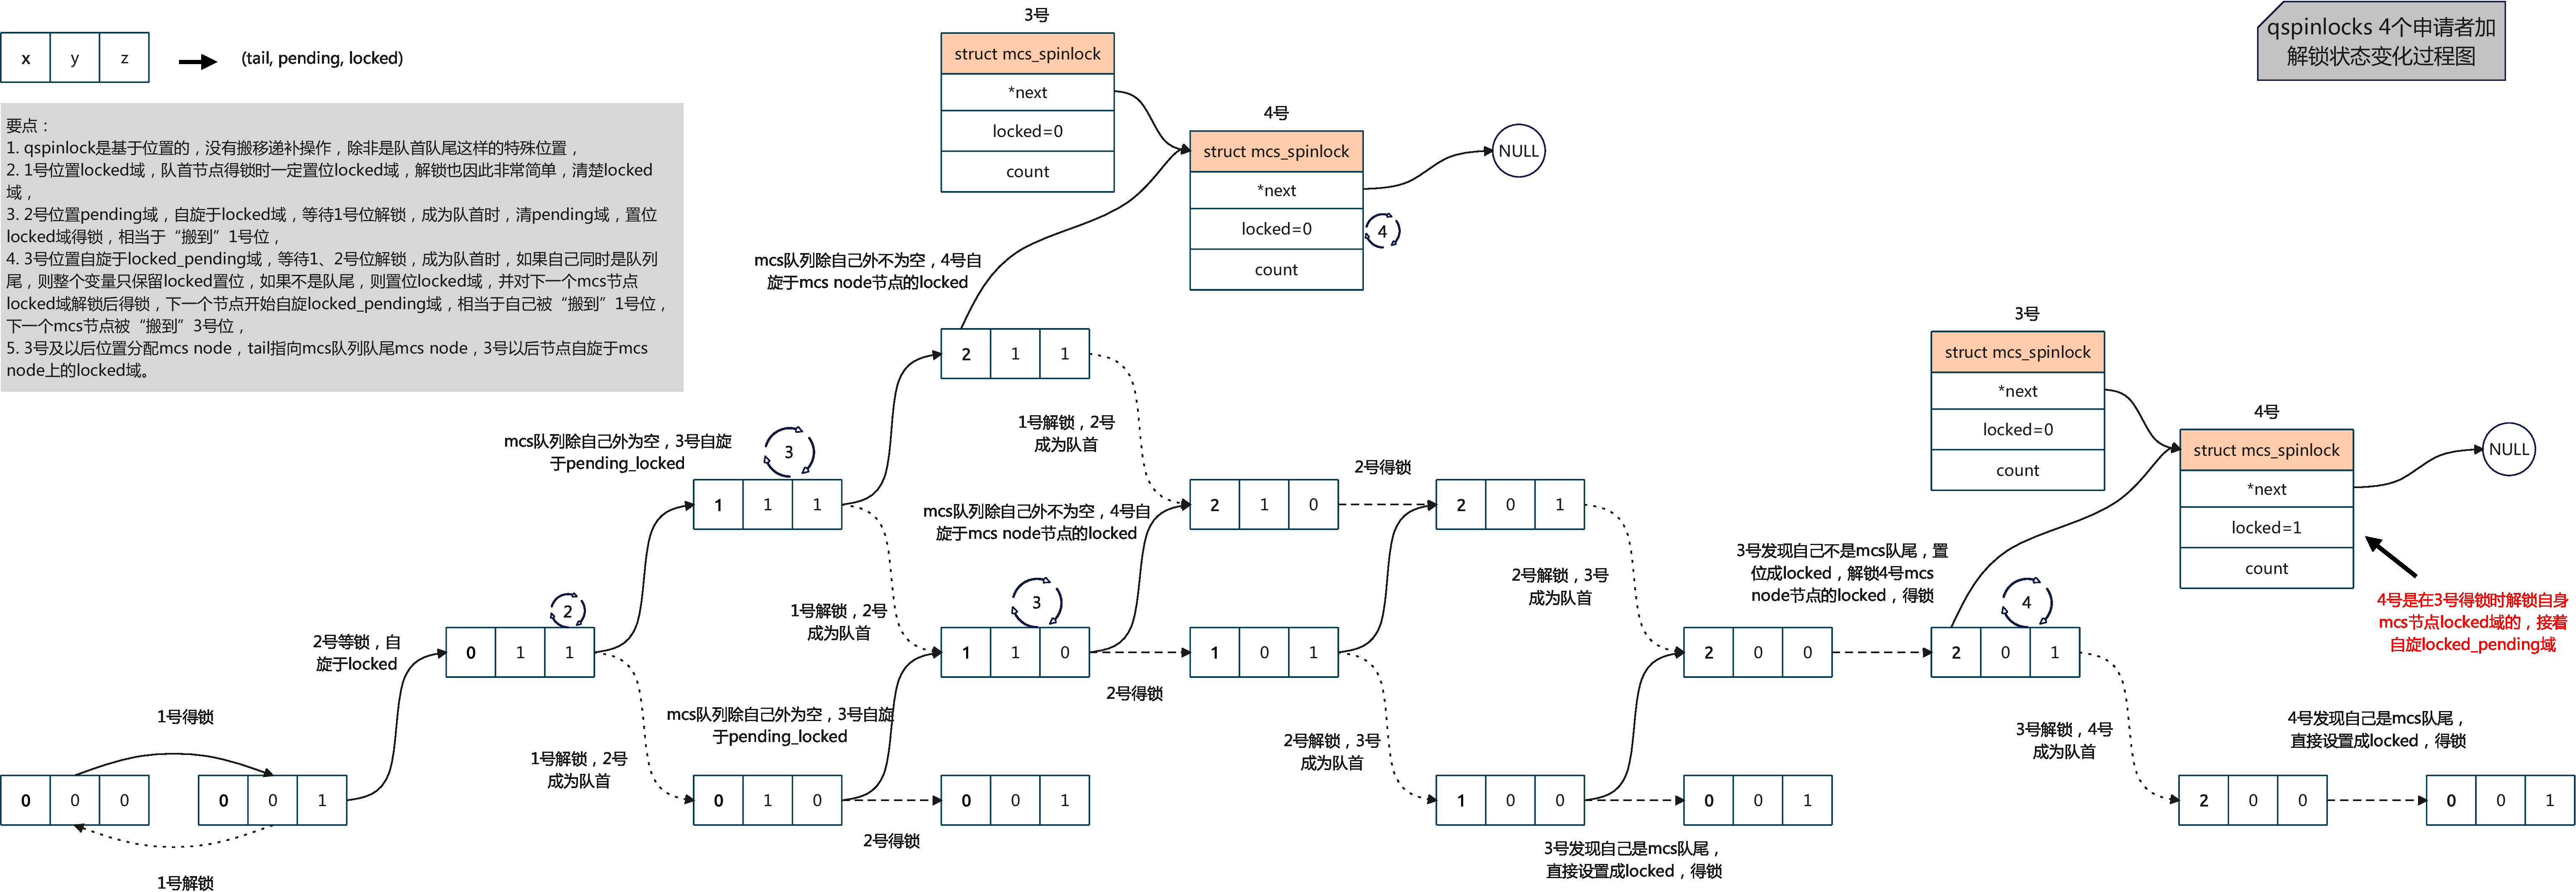 qspinlocks 4个申请者加
解锁状态变化过程图
x y z
(tail, pending, locked)
要点：
1. qspinlock是基于位置的，没有搬移递补操作，除非是队首队尾这样的特殊位置，
2. 1号位置locked域，队首节点得锁时一定置位locked域，解锁也因此非常简单，清楚locked
域，
3. 2号位置pending域，自旋于locked域，等待1号位解锁，成为队首时，清pending域，置位
locked域得锁，相当于“搬到”1号位，
4. 3号位置自旋于locked_pending域，等待1、2号位解锁，成为队首时，如果自己同时是队列
尾，则整个变量只保留locked置位，如果不是队尾，则置位locked域，并对下一个mcs节点
locked域解锁后得锁，下一个节点开始自旋locked_pending域，相当于自己被“搬到”1号位，
下一个mcs节点被“搬到”3号位，
5. 3号及以后位置分配mcs node，tail指向mcs队列队尾mcs node，3号以后节点自旋于mcs
node上的locked域。
3号
struct mcs_spinlock
*next
locked=0
count
4号
struct mcs_spinlock
*next
locked=0
count
4
NULL
mcs队列除自己外不为空，4号自
旋于mcs node节点的locked
2 1 1
1号解锁，2号
成为队首
mcs队列除自己外为空，3号自旋
于pending_locked
3
1 1 1
mcs队列除自己外不为空，4号自
旋于mcs node节点的locked
2 1 0
2号得锁
2 0 1
2号解锁，3号
成为队首
3号
struct mcs_spinlock
*next
locked=0
count
4号
struct mcs_spinlock
*next
locked=1
count
NULL
3号发现自己不是mcs队尾，置
位成locked，解锁4号mcs
node节点的locked，得锁
4号是在3号得锁时解锁自身
mcs节点locked域的，接着
自旋locked_pending域
2号等锁，自
旋于locked
2
0 1 1
1号解锁，2号
成为队首
3
1 1 0
2号得锁
1 0 1
2 0 0
4
2 0 1
1号得锁
0 0 0
0 0 1
1号解锁
1号解锁，2号
成为队首
mcs队列除自己外为空，3号自旋
于pending_locked
0 1 0
2号得锁
0 0 1
2号解锁，3号
成为队首
1 0 0
3号发现自己是mcs队尾，
直接设置成locked，得锁
0 0 1
3号解锁，4号
成为队首
4号发现自己是mcs队尾，
直接设置成locked，得锁
2 0 0
0 0 1